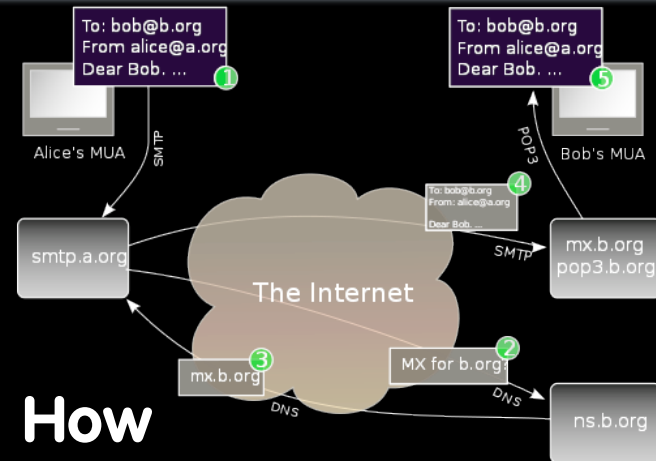 To: bob@b.org
From alice@a.org
Dear Bob. ...
1
Alice's MUA
SMTP
To: bob@b.org
From alice@a.org
Dear Bob. ...
5
Bob's MUA
POP3
To: bob@b.org
From: alice@a.org
Dear Bob. ...
4
smtp.a.org
SMTP
mx.b.org
pop3.b.org
The Internet
MX for b.org?
2
DNS
mx.b.org
3
DNS
ns.b.org
How